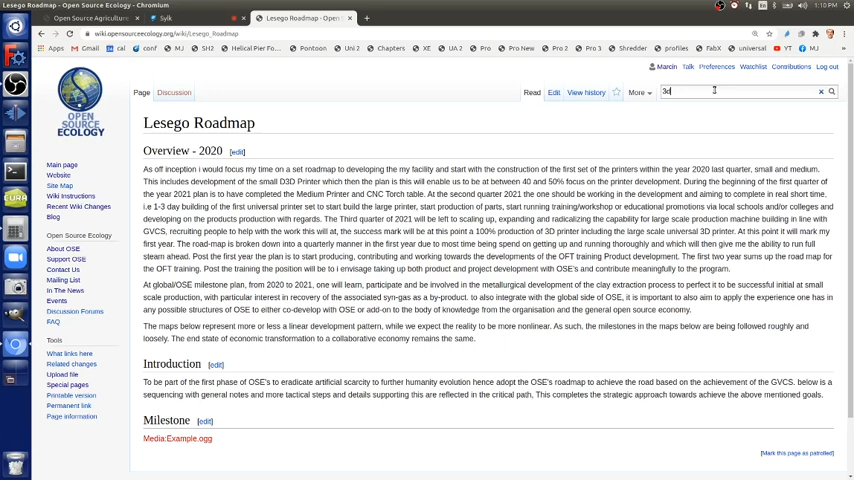 Lesego Roadmap - Open Source Ecology - Chromium
1:10 PM
Open Source Agriculture
Sylk
Lesego Roadmap - Open S
wiki.opensourceecology.org/wiki/Lesego_Roadmap
Gmail cal conf MJ SH2 Helical Pier Fo... Pontoon Uni 2 Chapters XE UA 2 Pro Pro New Pro 2 Pro 3 Shredder profiles FabX universal YT MJ
Marcin Talk Preferences Watchlist Contributions Log out
Page Discussion Read Edit View history More 3d
OPEN SOURCE ECOLOGY
Lesego Roadmap
Overview - 2020 [edit]
As off inception i would focus my time on a set roadmap to developing the my facility and start with the construction of the first set of the printers within the year 2020 last quarter, small and medium.
This includes development of the small D3D Printer which then the plan is this will enable us to be at between 40 and 50% focus on the printer development. During the beginning of the first quarter of
the year 2021 plan is to have completed the Medium Printer and CNC Torch table. At the second quarter 2021 the one should be working in the development and aiming to complete in real short time,
i.e 1-3 day building of the first universal printer set to start build the large printer, start production of parts, start running training/workshop or educational promotions via local schools and/or colleges and
developing on the products production with regards. The Third quarter of 2021 will be left to scaling up, expanding and radicalizing the capability for large scale production machine building in line with
GVCS, recruiting people to help with the work this will at, the success mark will be at this point a 100% production of 3D printer including the large scale universal 3D printer. At this point it will mark my
first year. The road-map is broken down into a quarterly manner in the first year due to most time being spend on getting up and running thoroughly and which will then give me the ability to run full
steam ahead. Post the first year the plan is to start producing, contributing and working towards the developments of the OFT training Product development. The first two year sums up the road map for
the OFT training. Post the training the position will be to i envisage taking up both product and project development with OSE's and contribute meaningfully to the program.
At global/OSE milestone plan, from 2020 to 2021, one will learn, participate and be involved in the metallurgical development of the clay extraction process to perfect it to be successful initial at small
scale production, with particular interest in recovery of the associated syn-gas as a by-product. to also integrate with the global side of OSE, it is important to also aim to apply the experience one has in
any possible structures of OSE to either co-develop with OSE or add-on to the body of knowledge from the organisation and the general open source economy.
The maps below represent more or less a linear development pattern, while we expect the reality to be more nonlinear. As such, the milestones in the maps below are being followed roughly and
loosely. The end state of economic transformation to a collaborative economy remains the same.
Introduction [edit]
To be part of the first phase of OSE's to eradicate artificial scarcity to further humanity evolution hence adopt the OSE's roadmap to achieve the road based on the achievement of the GVCS. below is a
sequencing with general notes and more tactical steps and details supporting this are reflected in the critical path, This completes the strategic approach towards achieve the above mentioned goals.
Milestone [edit]
Media:Example.ogg
[Mark this page as patrolled]
Main page
Website
Site Map
Wiki Instructions
Recent Wiki Changes
Blog
Open Source Ecology
About OSE
Support OSE
Contact Us
Mailing List
In The News
Events
Discussion Forums
FAQ
Tools
What links here
Related changes
Upload file
Special pages
Printable version
Permanent link
Page information
CURA